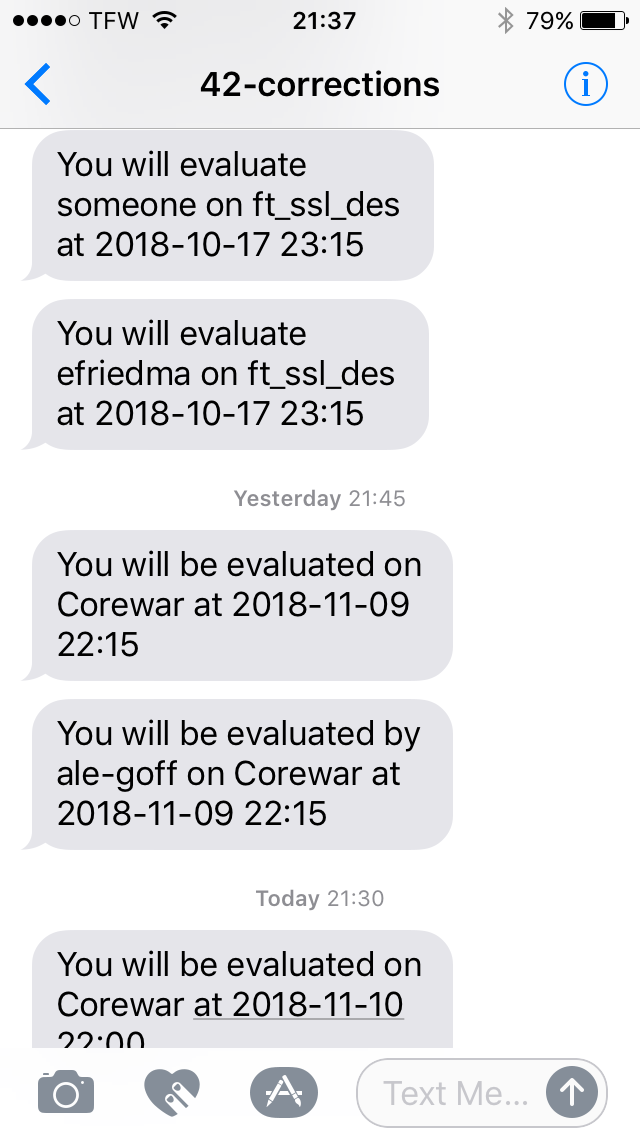 TFW 21:37 79%
42-corrections
You will evaluate
someone on ft_ssl_des
at 2018-10-17 23:15
You will evaluate
efriedma on ft_ssl_des
at 2018-10-17 23:15
Yesterday 21:45
You will be evaluated on
Corewar at 2018-11-09
22:15
You will be evaluated by
ale-goff on Corewar at
2018-11-09 22:15
Today 21:30
You will be evaluated on
Corewar at 2018-11-10
22:00
Text Me...